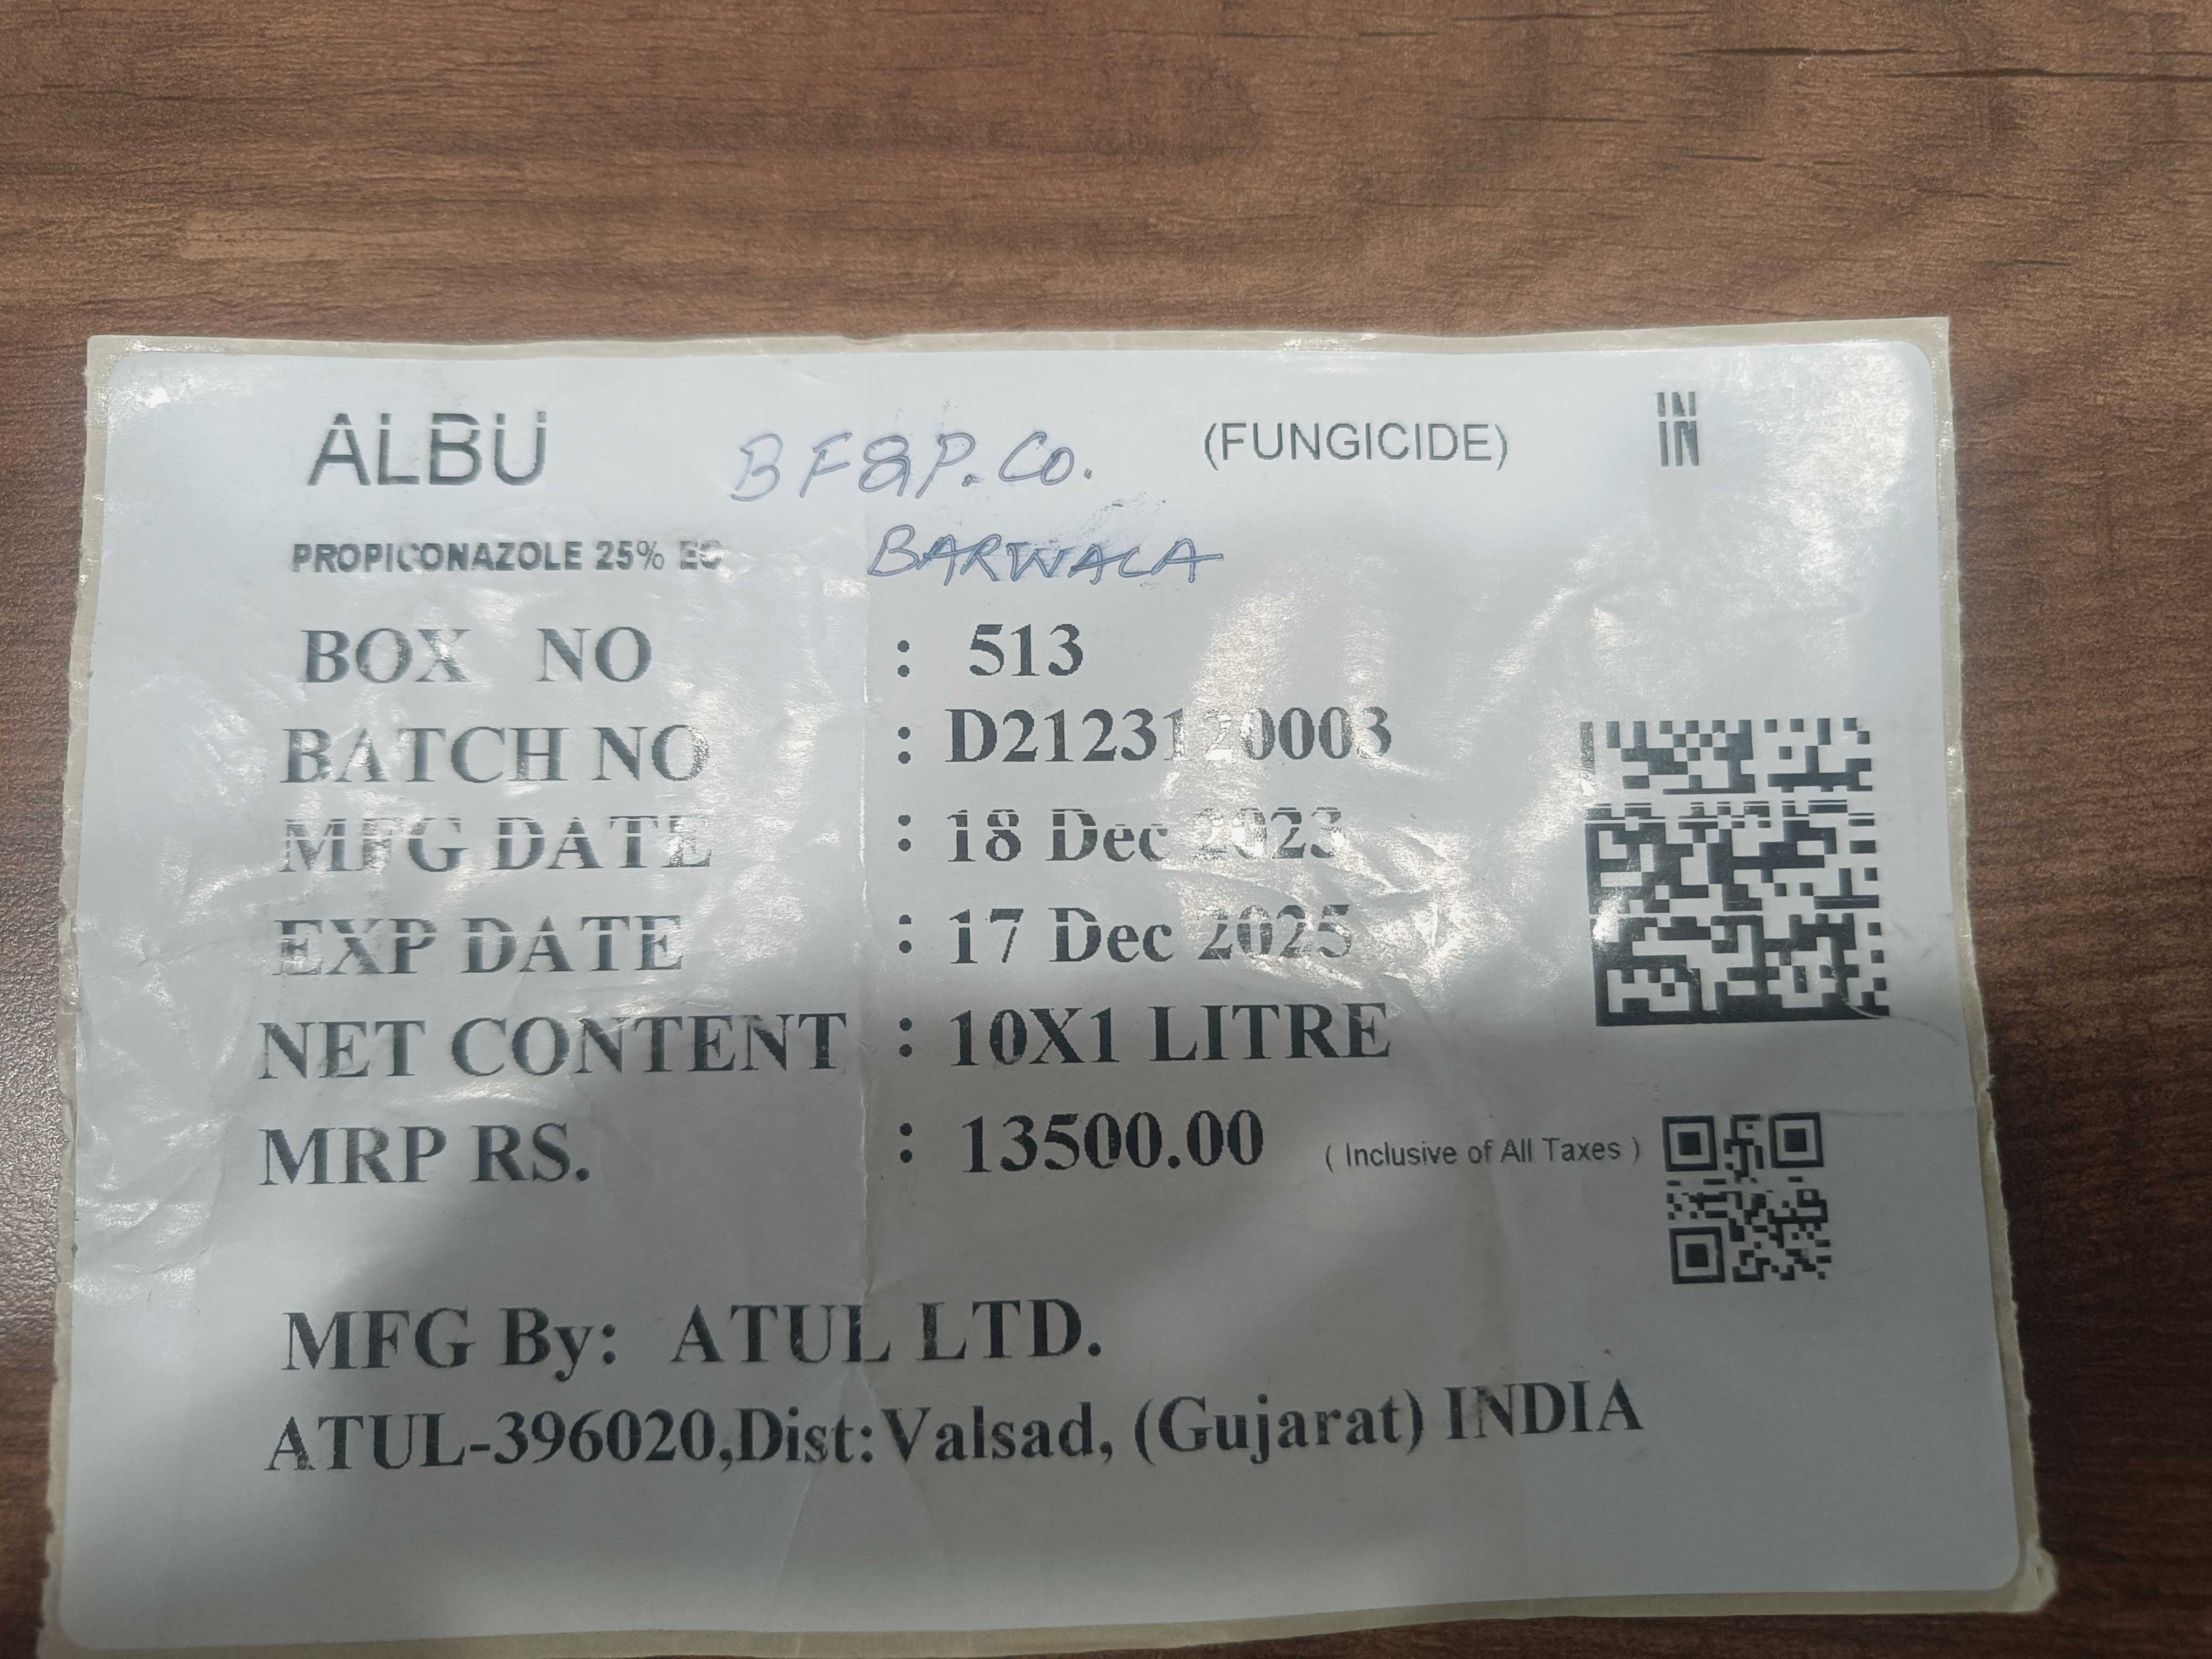 ALBU BF&P.Co. (FUNGICIDE) IN
IN
PROPICONAZOLE 25% EC BARWALA
BOX NO : 513
BATCH NO : D2123120003
MFG DATE : 18 Dec 2023
EXP DATE : 17 Dec 2025
NET CONTENT : 10X1 LITRE
MRP RS. : 13500.00 ( Inclusive of All Taxes )
MFG By: ATUL LTD.
ATUL-396020,Dist:Valsad, (Gujarat) INDIA